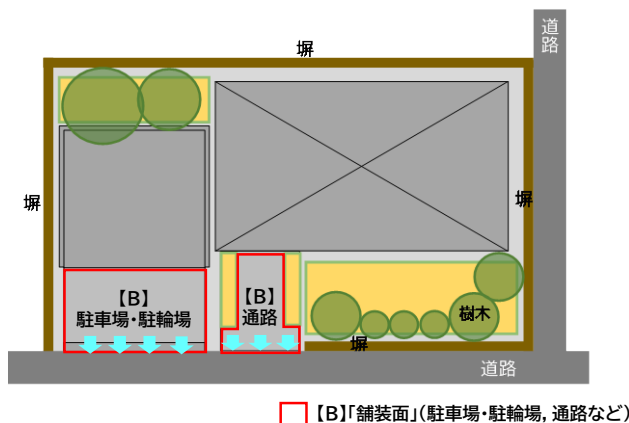 塀
道
路
塀
塀
【B】
駐車場・駐輪場
【B】
通路
樹木
塀
道路
【B】「舗装面」(駐車場・駐輪場, 通路など)